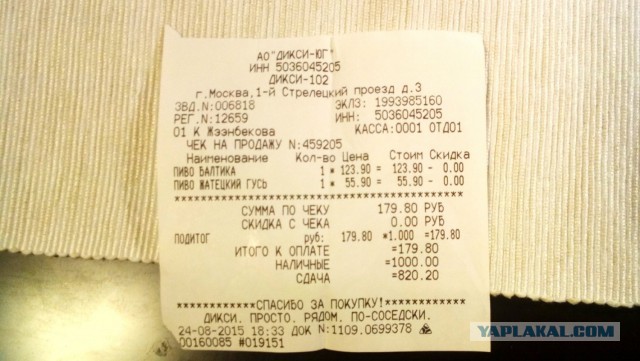 АО "ДИКСИ-ЮГ"
ИНН 5036045205
ДИКСИ-102
г.Москва,1-й Стрелецкий проезд д.3
ЗВД.N:006818 ЭКЛЗ: 1993985160
РЕГ.N:12659 ИНН: 5036045205
01 К Жээнбекова КАССА:0001 ОТД01
ЧЕК НА ПРОДАЖУ N:459205
Наименование Кол-во Цена Стоим Скидка
ПИВО БАЛТИКА 1 * 123.90 = 123.90 - 0.00
ПИВО ЖАТЕЦКИЙ ГУСЬ 1 * 55.90 = 55.90 - 0.00
****************************************
СУММА ПО ЧЕКУ 179.80 РУБ
СКИДКА С ЧЕКА 0.00 РУБ
ПОДИТОГ руб: 179.80 *1.000 =179.80
ИТОГО К ОПЛАТЕ =179.80
НАЛИЧНЫЕ =1000.00
СДАЧА =820.20
***********СПАСИБО ЗА ПОКУПКУ!************
ДИКСИ. ПРОСТО. РЯДОМ. ПО-СОСЕДСКИ.
24-08-2015 18:33 ДОК N:1109.0699378
00160085 #019151
YAPLAKAL.COM